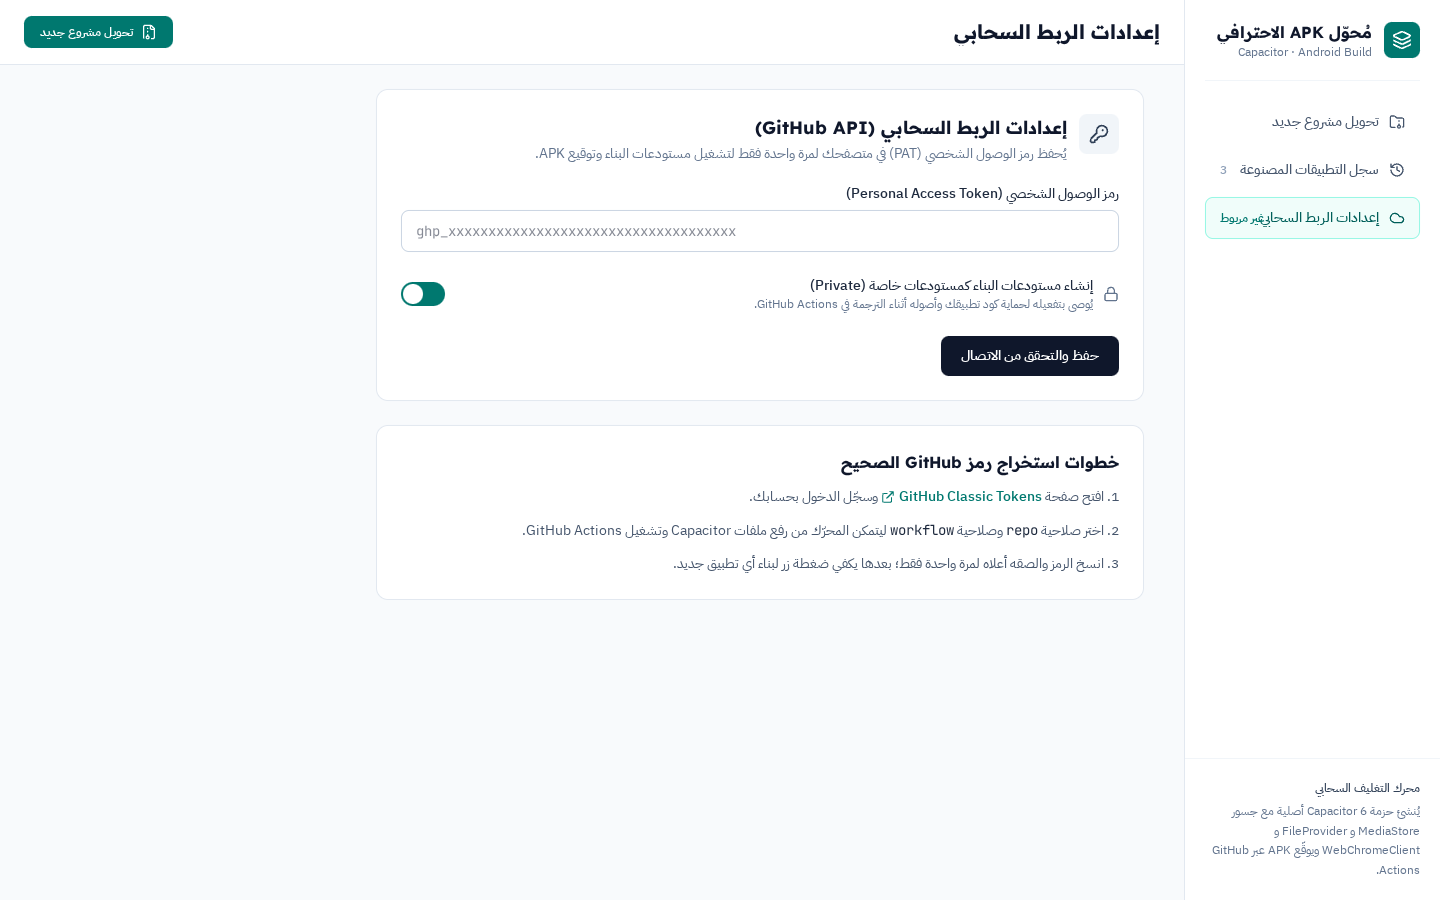 مُحوّل APK الاحترافي
Capacitor · Android Build
تحويل مشروع جديد
سجل التطبيقات المصنوعة 3
إعدادات الربط السحابي غير مربوط
محرك التغليف السحابي
يُنشئ حزمة Capacitor 6 أصلية مع جسور
MediaStore و FileProvider و
WebChromeClient ويوقّع APK عبر GitHub
Actions.
إعدادات الربط السحابي
تحويل مشروع جديد
إعدادات الربط السحابي (GitHub API)
يُحفظ رمز الوصول الشخصي (PAT) في متصفحك لمرة واحدة فقط لتشغيل مستودعات البناء وتوقيع APK.
رمز الوصول الشخصي (Personal Access Token)
ghp_xxxxxxxxxxxxxxxxxxxxxxxxxxxxxxxxxxxx
إنشاء مستودعات البناء كمستودعات خاصة (Private)
يُوصى بتفعيله لحماية كود تطبيقك وأصوله أثناء الترجمة في GitHub Actions.
حفظ والتحقق من الاتصال
خطوات استخراج رمز GitHub الصحيح
1. افتح صفحة GitHub Classic Tokens وسجّل الدخول بحسابك.
2. اختر صلاحية repo وصلاحية workflow ليتمكن المحرّك من رفع ملفات Capacitor وتشغيل GitHub Actions.
3. انسخ الرمز والصقه أعلاه لمرة واحدة فقط؛ بعدها يكفي ضغطة زر لبناء أي تطبيق جديد.